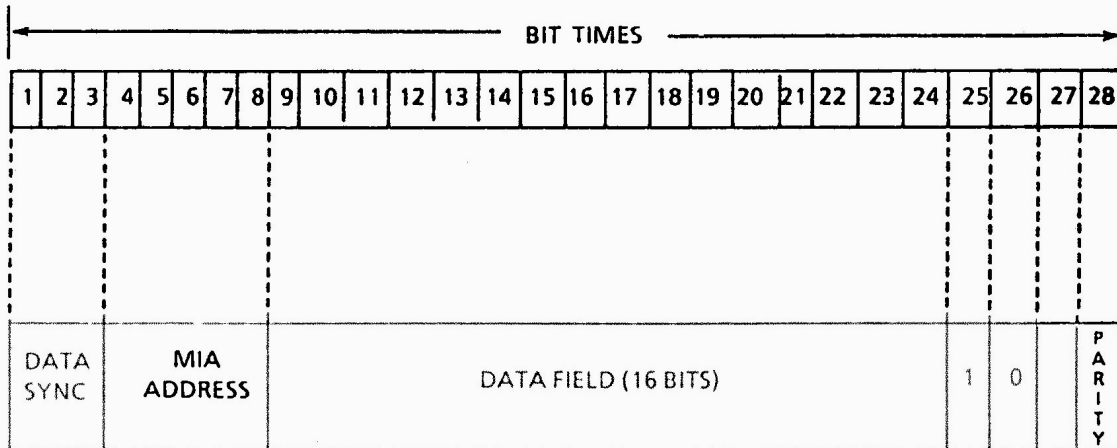 BIT TIMES
1 2 3 4 5 6 7 8 9 10 11 12 13 14 15 16 17 18 19 20 21 22 23 24 25 26 27 28
DATA SYNC
MIA ADDRESS
DATA FIELD (16 BITS)
1
0
PARITY